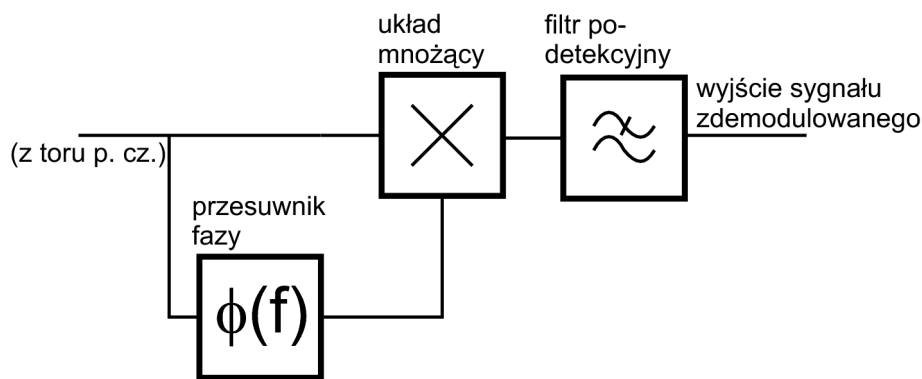 układ
mnożący
filtr po-
detekcyjny
wyjście sygnału
zdemodulowanego
(z toru p. cz.)
przesuwnik
fazy
ϕ(f)